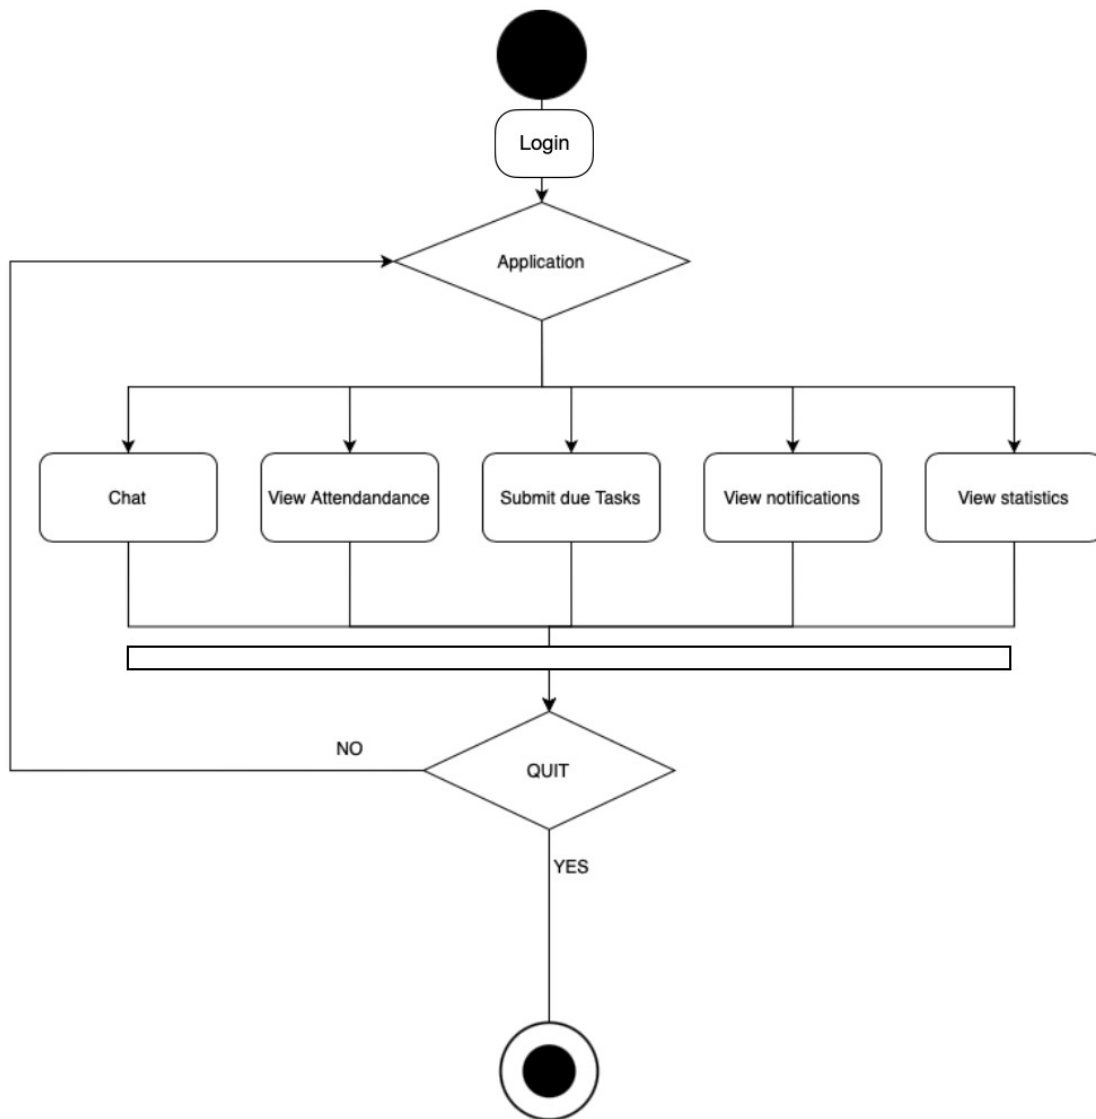 Login
Application
Chat
View Attendandance
Submit due Tasks
View notifications
View statistics
NO
QUIT
YES